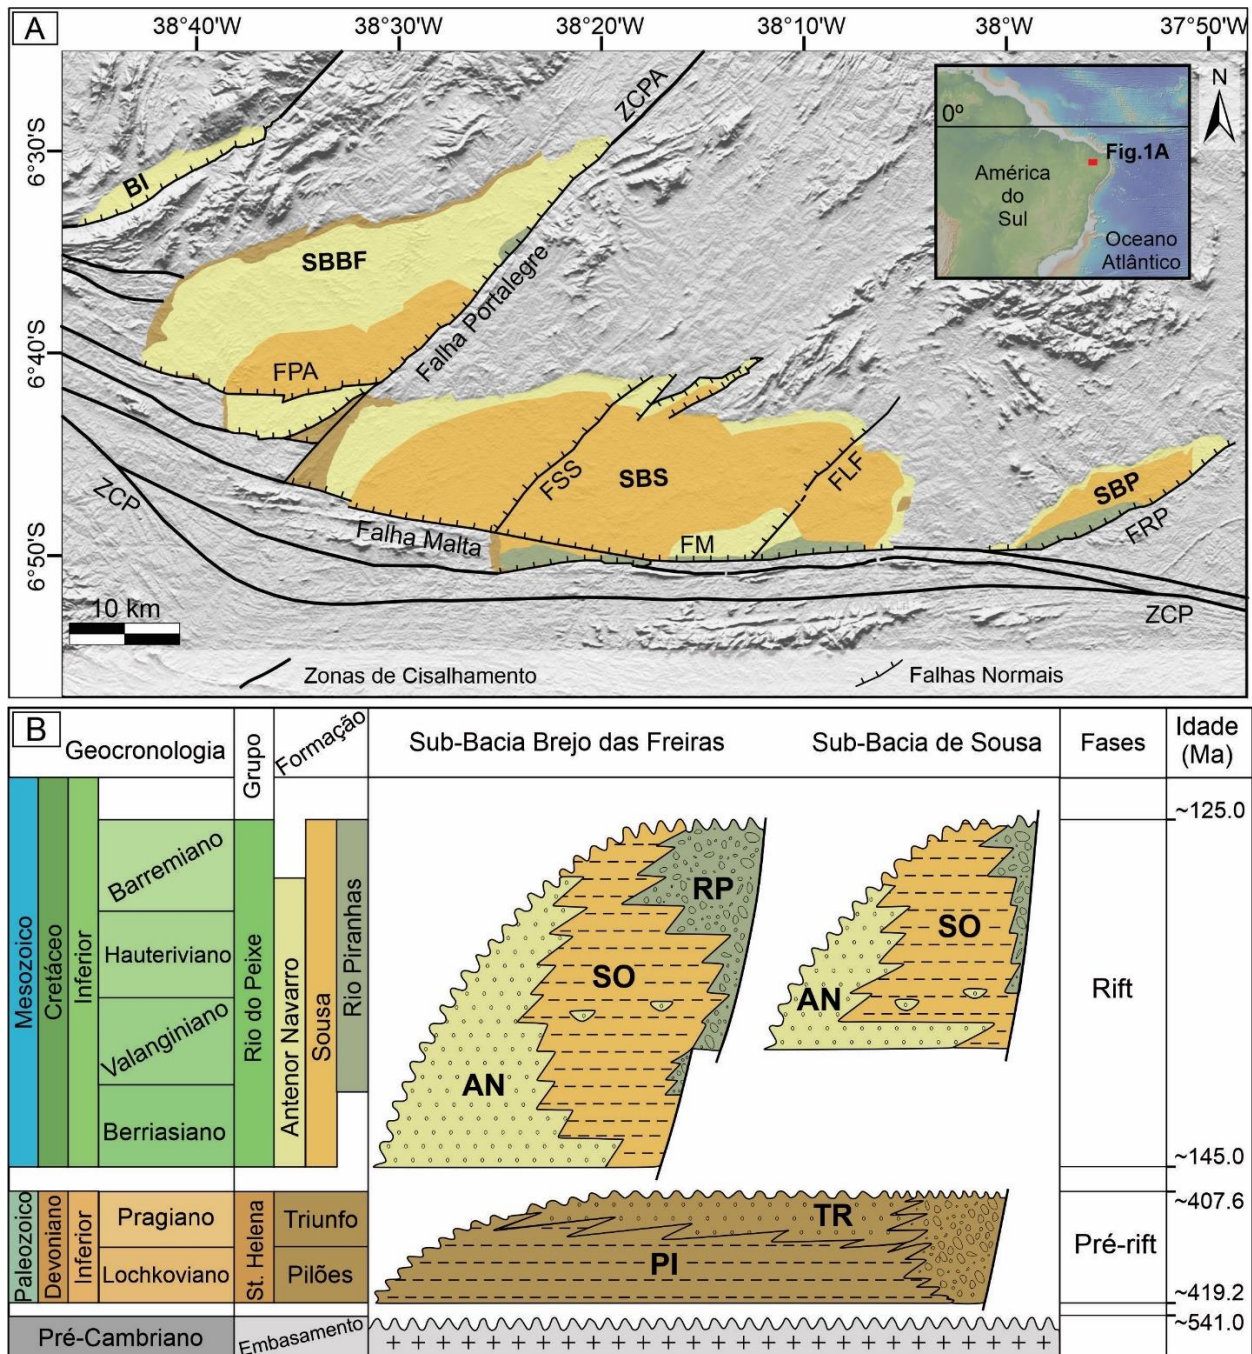 A
38°40'W
38°30'W
38°20'W
38°10'W
38°W
37°50'W
6°30'S
6°40'S
6°50'S
ZCPA
N
0º
Fig.1A
América
do
Sul
Oceano
Atlântico
BI
SBBF
Falha Portalegre
FPA
FSS
SBS
FLF
SBP
FRP
ZCP
Falha Malta
FM
ZCP
10 km
Zonas de Cisalhamento
Falhas Normais
B
Geocronologia
Grupo
Formação
Sub-Bacia Brejo das Freiras
Sub-Bacia de Sousa
Fases
Idade
(Ma)
Mesozoico
Cretáceo
Inferior
Barremiano
Hauteriviano
Valanginiano
Berriasiano
Rio do Peixe
Antenor Navarro
Sousa
Rio Piranhas
RP
SO
AN
SO
AN
Rift
~125.0
~145.0
Paleozoico
Devoniano
Inferior
Pragiano
Lochkoviano
St. Helena
Triunfo
Pilões
TR
PI
Pré-rift
~407.6
~419.2
~541.0
Pré-Cambriano
Embasamento